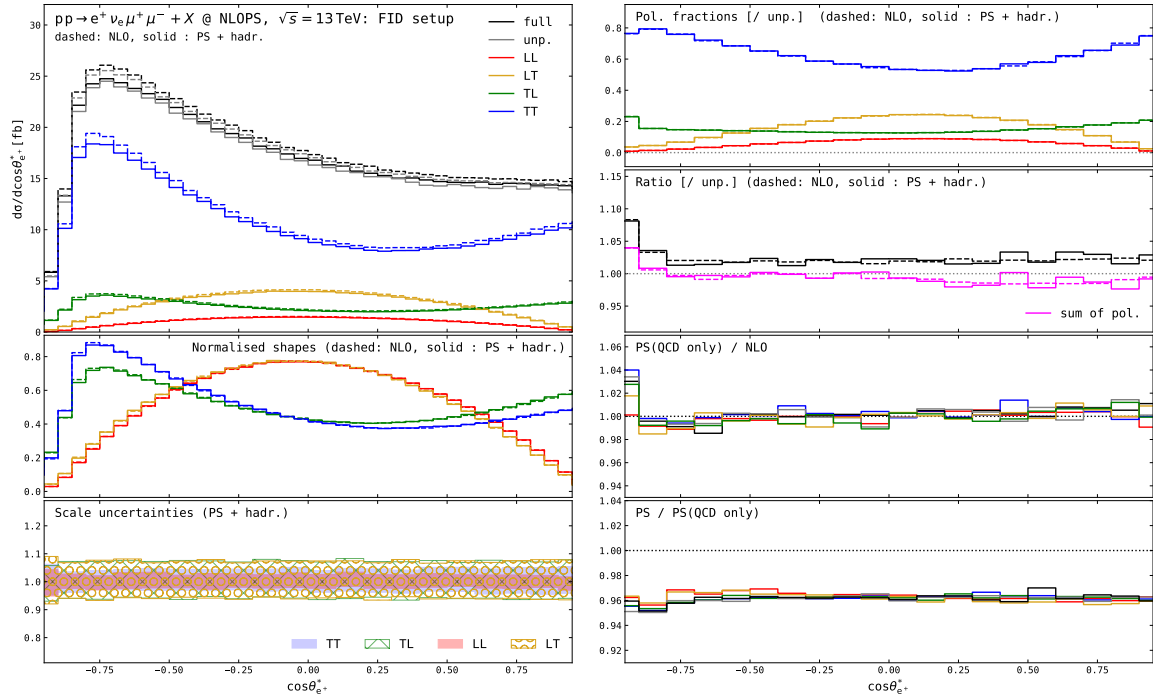 pp→e⁺ νₑ μ⁺ μ⁻ + X @ NLOPS, √s = 13 TeV: FID setup
dashed: NLO, solid : PS + hadr.
full
unp.
LL
LT
TL
TT
dσ/dcosθ*ₑ₊ [fb]
30
25
20
15
10
5
0
Normalised shapes (dashed: NLO, solid : PS + hadr.)
0.8
0.6
0.4
0.2
0.0
Scale uncertainties (PS + hadr.)
1.2
1.1
1.0
0.9
0.8
TT
TL
LL
LT
−0.75
−0.50
−0.25
0.00
0.25
0.50
0.75
cosθ*ₑ₊
Pol. fractions [/ unp.] (dashed: NLO, solid : PS + hadr.)
0.8
0.6
0.4
0.2
0.0
Ratio [/ unp.] (dashed: NLO, solid : PS + hadr.)
1.15
1.10
1.05
1.00
0.95
sum of pol.
PS(QCD only) / NLO
1.06
1.04
1.02
1.00
0.98
0.96
0.94
PS / PS(QCD only)
1.04
1.02
1.00
0.98
0.96
0.94
0.92
−0.75
−0.50
−0.25
0.00
0.25
0.50
0.75
cosθ*ₑ₊